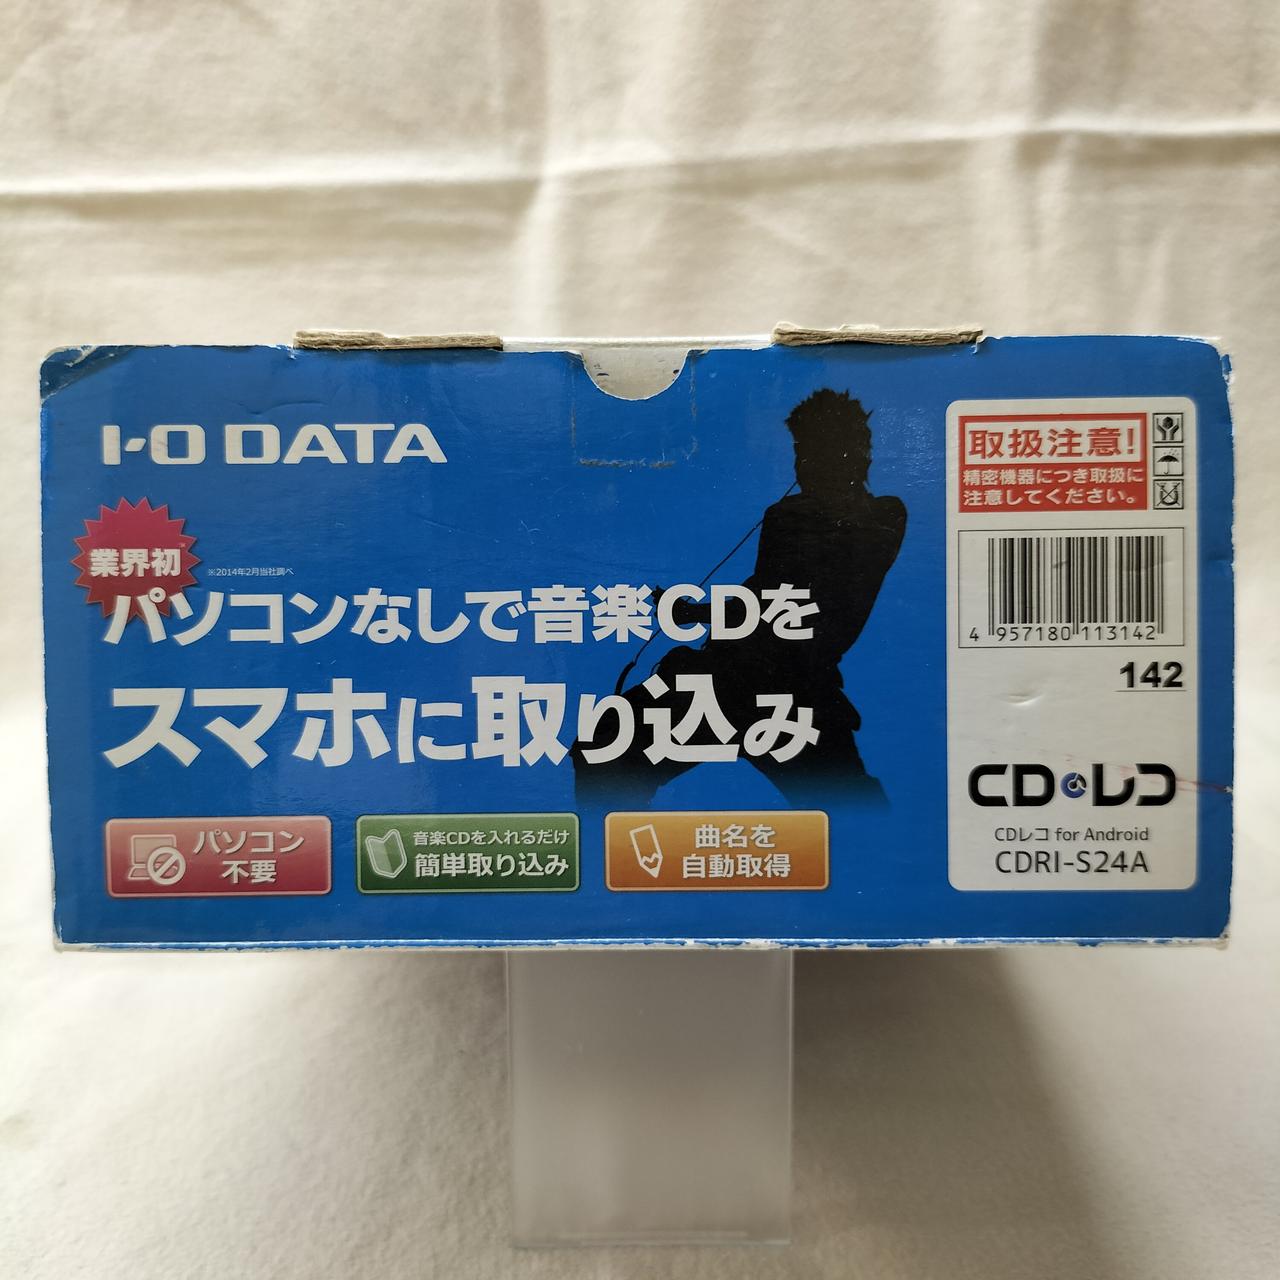 I-O DATA
業界初
※2014年2月当社調べ
パソコンなしで音楽CDを
スマホに取り込み
パソコン
不要
音楽CDを入れるだけ
簡単取り込み
曲名を
自動取得
取扱注意!
精密機器につき取扱に
注意してください。
4 957180 113142
142
CDレコ
CDレコ for Android
CDRI-S24A